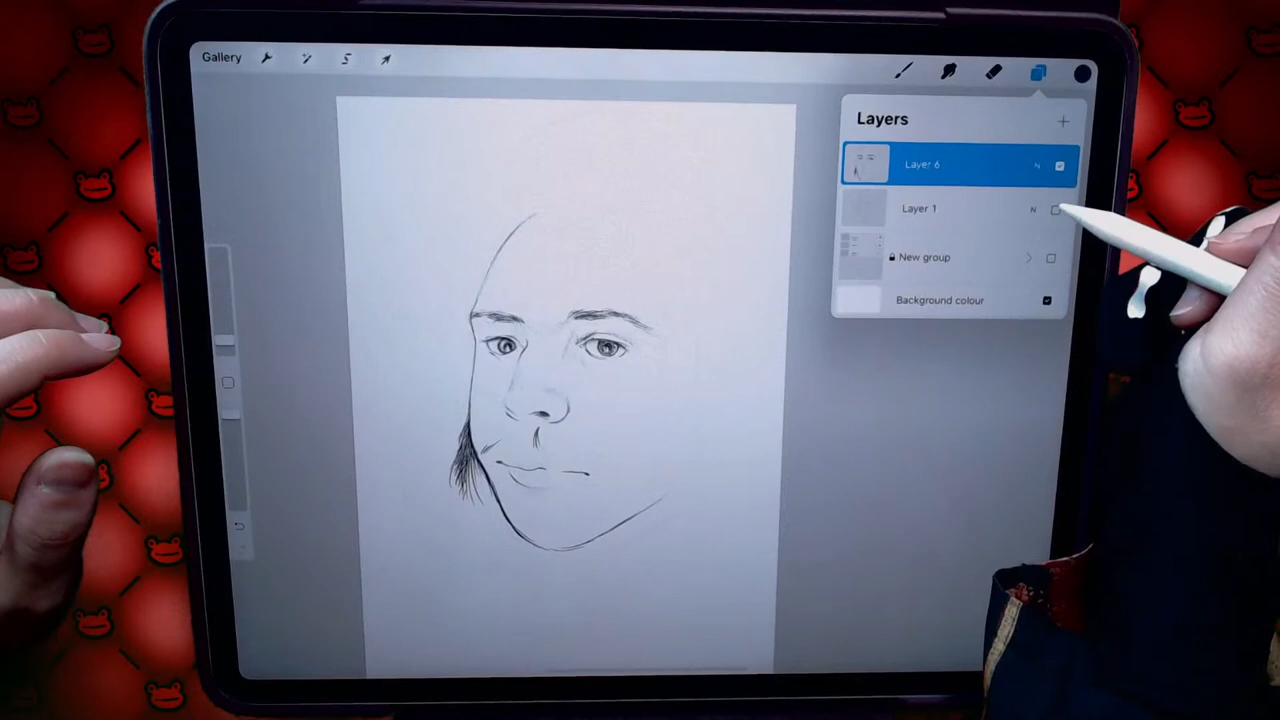 Gallery
Layers
Layer 6 N
Layer 1 N
New group
Background colour